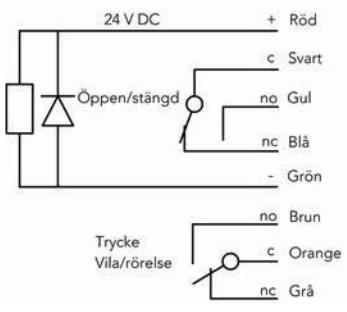 24 V DC + Röd
c Svart
Öppen/stängd no Gul
nc Blå
- Grön
no Brun
Trycke
Vila/rörelse c Orange
nc Grå